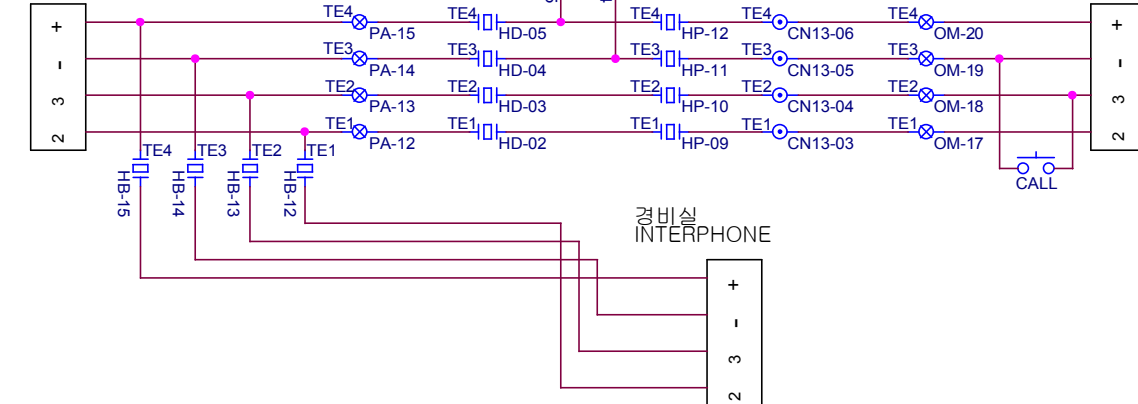 +
-
3
2
TE4
PA-15
TE4
HD-05
TE4
HP-12
TE4
CN13-06
TE4
OM-20
TE3
PA-14
TE3
HD-04
TE3
HP-11
TE3
CN13-05
TE3
OM-19
TE2
PA-13
TE2
HD-03
TE2
HP-10
TE2
CN13-04
TE2
OM-18
TE1
PA-12
TE1
HD-02
TE1
HP-09
TE1
CN13-03
TE1
OM-17
+
-
3
2
TE4
HB-15
TE3
HB-14
TE2
HB-13
TE1
HB-12
CALL
경비실
INTERPHONE
+
-
3
2